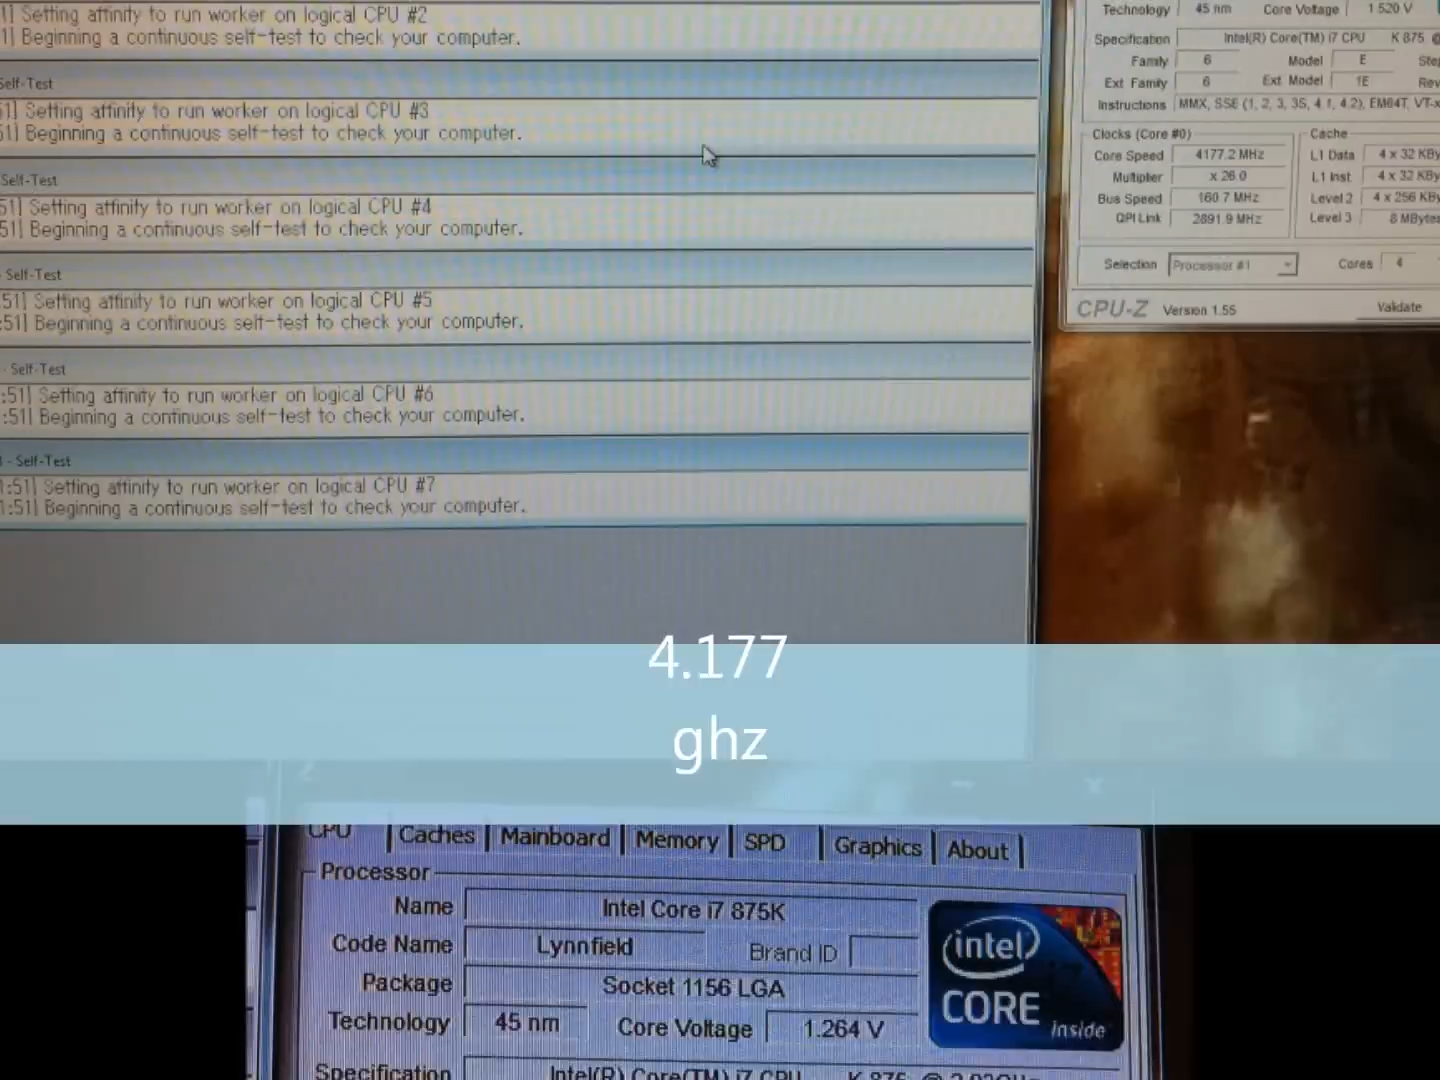 1] Setting affinity to run worker on logical CPU #2
1] Beginning a continuous self-test to check your computer.
Self-Test
51] Setting affinity to run worker on logical CPU #3
51] Beginning a continuous self-test to check your computer.
Self-Test
51] Setting affinity to run worker on logical CPU #4
51] Beginning a continuous self-test to check your computer.
- Self-Test
:51] Setting affinity to run worker on logical CPU #5
:51] Beginning a continuous self-test to check your computer.
- Self-Test
:51] Setting affinity to run worker on logical CPU #6
:51] Beginning a continuous self-test to check your computer.
- Self-Test
1:51] Setting affinity to run worker on logical CPU #7
1:51] Beginning a continuous self-test to check your computer.
Technology 45 nm Core Voltage 1.520 V
Specification Intel(R) Core(TM) i7 CPU K 875 @
Family 6 Model E Step
Ext. Family 6 Ext. Model 1E Rev
Instructions MMX, SSE (1, 2, 3, 3S, 4.1, 4.2), EM64T, VT-x
Clocks (Core #0) Cache
Core Speed 4177.2 MHz L1 Data 4 x 32 KBy
Multiplier x 26.0 L1 Inst. 4 x 32 KBy
Bus Speed 160.7 MHz Level 2 4 x 256 KBy
QPI Link 2891.9 MHz Level 3 8 MBytes
Selection Processor #1 Cores 4
CPU-Z Version 1.55 Validate
4.177
ghz
CPU Caches Mainboard Memory SPD Graphics About
Processor
Name Intel Core i7 875K
Code Name Lynnfield Brand ID
Package Socket 1156 LGA
Technology 45 nm Core Voltage 1.264 V
Specification Intel(R) Core(TM) i7 CPU K 875 @ 2.93GHz
intel
CORE i7
inside